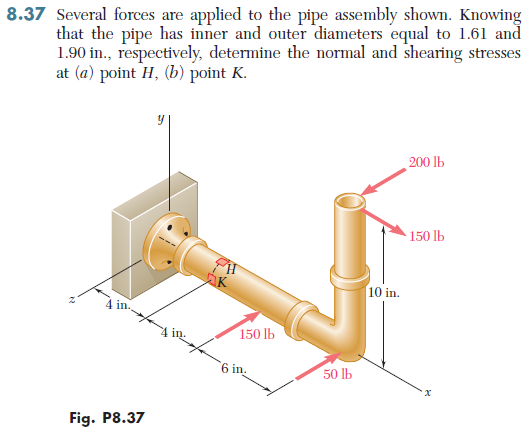 8.37 Several forces are applied to the pipe assembly shown. Knowing
that the pipe has inner and outer diameters equal to 1.61 and
1.90 in., respectively, determine the normal and shearing stresses
at (a) point H, (b) point K.
y
200 lb
150 lb
H
K
10 in.
z
4 in.
4 in.
150 lb
6 in.
50 lb
x
Fig. P8.37